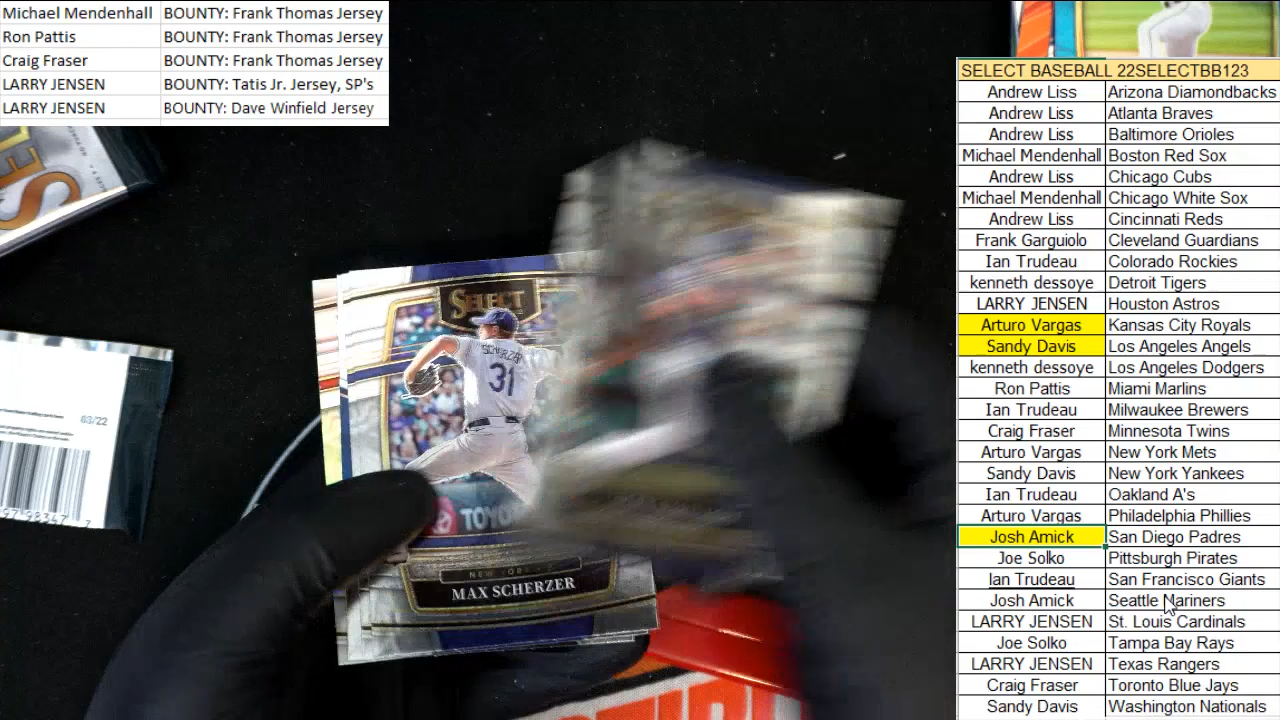 Michael Mendenhall BOUNTY: Frank Thomas Jersey
Ron Pattis BOUNTY: Frank Thomas Jersey
Craig Fraser BOUNTY: Frank Thomas Jersey
LARRY JENSEN BOUNTY: Tatis Jr. Jersey, SP's
LARRY JENSEN BOUNTY: Dave Winfield Jersey
SELECT BASEBALL 22SELECTBB123
Andrew Liss Arizona Diamondbacks
Andrew Liss Atlanta Braves
Andrew Liss Baltimore Orioles
Michael Mendenhall Boston Red Sox
Andrew Liss Chicago Cubs
Michael Mendenhall Chicago White Sox
Andrew Liss Cincinnati Reds
Frank Garguiolo Cleveland Guardians
Ian Trudeau Colorado Rockies
kenneth dessoye Detroit Tigers
LARRY JENSEN Houston Astros
Arturo Vargas Kansas City Royals
Sandy Davis Los Angeles Angels
kenneth dessoye Los Angeles Dodgers
Ron Pattis Miami Marlins
Ian Trudeau Milwaukee Brewers
Craig Fraser Minnesota Twins
Arturo Vargas New York Mets
Sandy Davis New York Yankees
Ian Trudeau Oakland A's
Arturo Vargas Philadelphia Phillies
Josh Amick San Diego Padres
Joe Solko Pittsburgh Pirates
Ian Trudeau San Francisco Giants
Josh Amick Seattle Mariners
LARRY JENSEN St. Louis Cardinals
Joe Solko Tampa Bay Rays
LARRY JENSEN Texas Rangers
Craig Fraser Toronto Blue Jays
Sandy Davis Washington Nationals
SELECT
SCHERZER
31
TOYO
NEW YORK
MAX SCHERZER
03/22